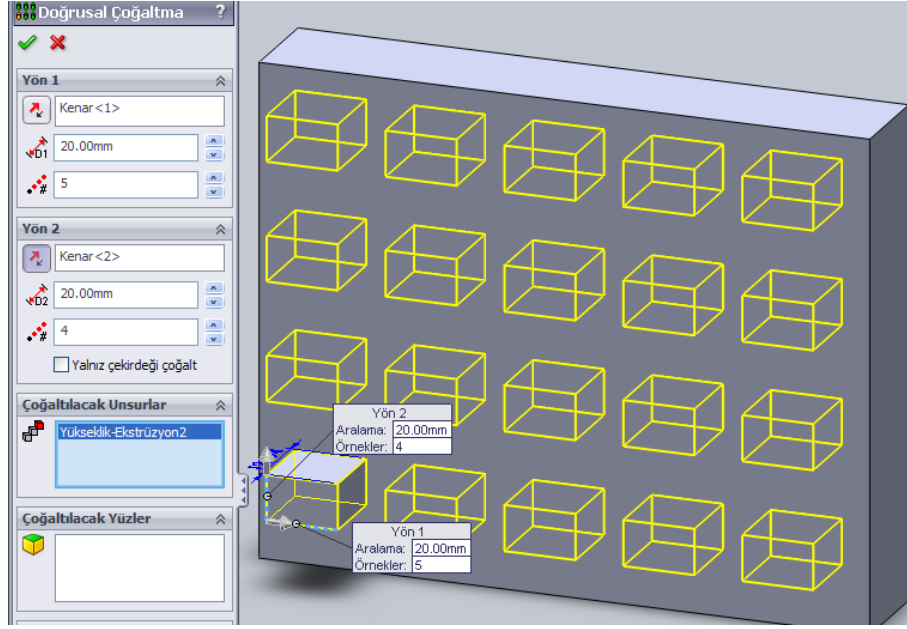 Doğrusal Çoğaltma ?
Yön 1
Kenar<1>
D1 20.00mm
# 5
Yön 2
Kenar<2>
D2 20.00mm
# 4
Yalnız çekirdeği çoğalt
Çoğaltılacak Unsurlar
Yükseklik-Ekstrüzyon2
Çoğaltılacak Yüzler
Yön 2
Aralama: 20.00mm
Örnekler: 4
Yön 1
Aralama: 20.00mm
Örnekler: 5